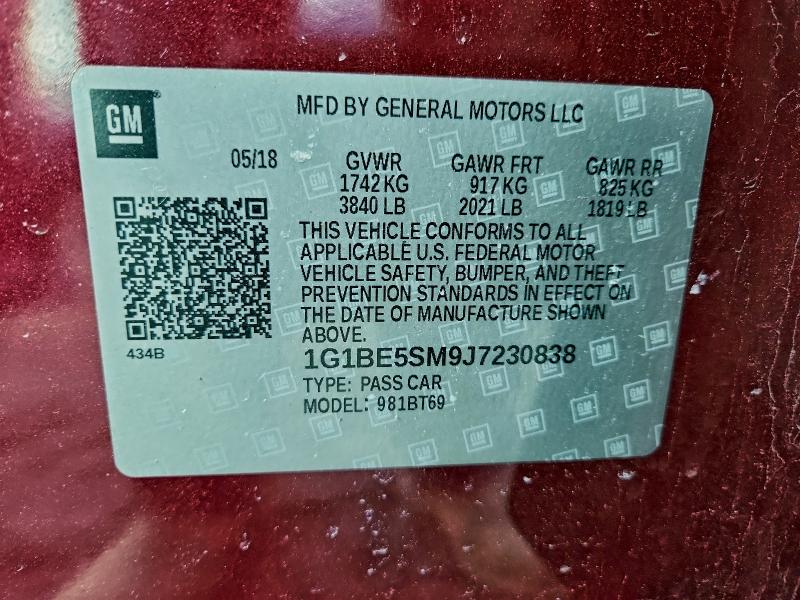 GM
MFD BY GENERAL MOTORS LLC
05/18 GVWR GAWR FRT GAWR RR
1742 KG 917 KG 825 KG
3840 LB 2021 LB 1819 LB
THIS VEHICLE CONFORMS TO ALL
APPLICABLE U.S. FEDERAL MOTOR
VEHICLE SAFETY, BUMPER, AND THEFT
PREVENTION STANDARDS IN EFFECT ON
THE DATE OF MANUFACTURE SHOWN
ABOVE.
434B
1G1BE5SM9J7230838
TYPE: PASS CAR
MODEL: 981BT69